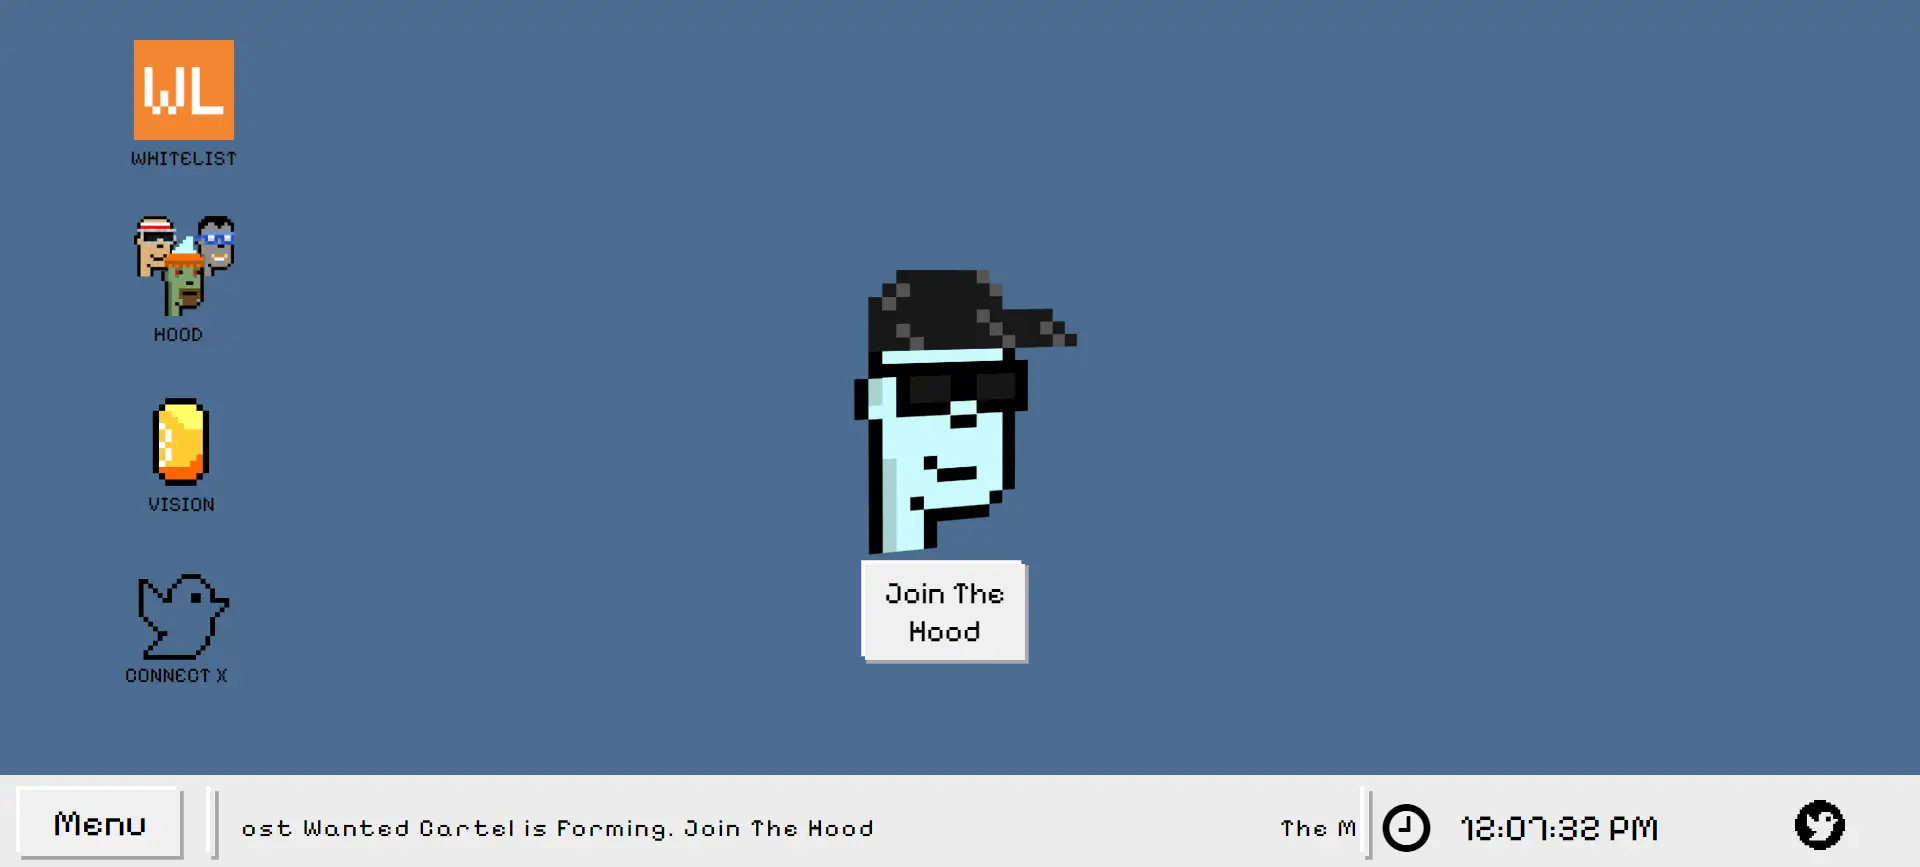 WL
WHITELIST
HOOD
VISION
CONNECT X
Join The
Hood
Menu
ost Wanted Cartel is Forming. Join The Hood
The M
12:07:32 PM